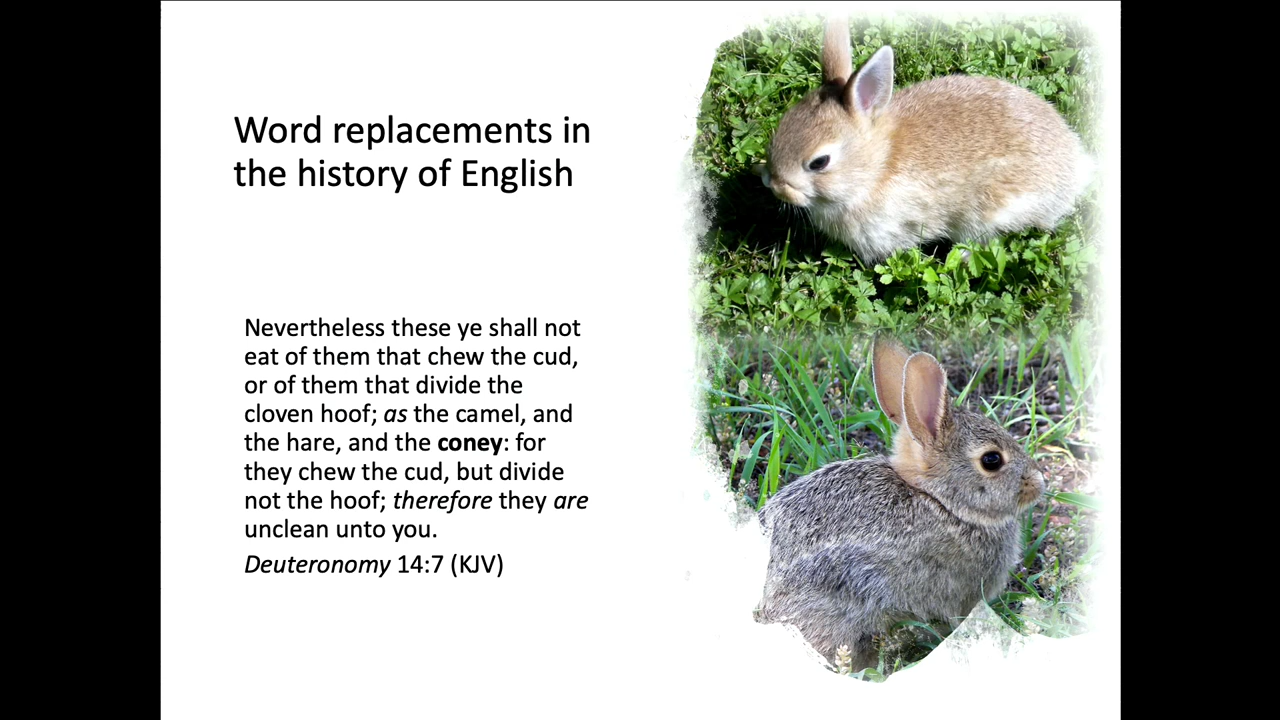 Word replacements in
the history of English
Nevertheless these ye shall not
eat of them that chew the cud,
or of them that divide the
cloven hoof; as the camel, and
the hare, and the coney: for
they chew the cud, but divide
not the hoof; therefore they are
unclean unto you.
Deuteronomy 14:7 (KJV)